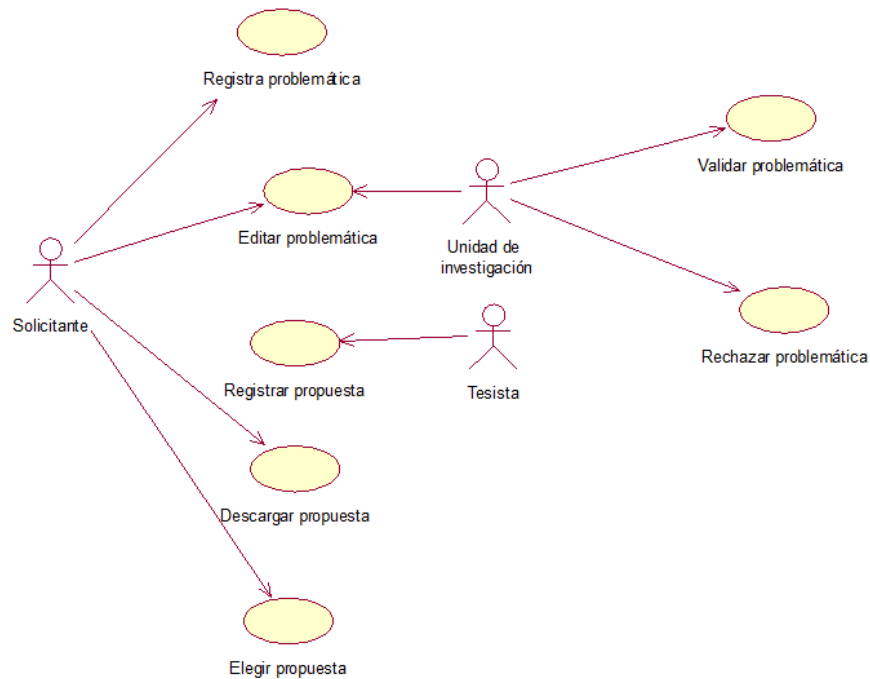 Registra problemática
Validar problemática
Editar problemática
Unidad de
investigación
Solicitante
Rechazar problemática
Registrar propuesta
Tesista
Descargar propuesta
Elegir propuesta